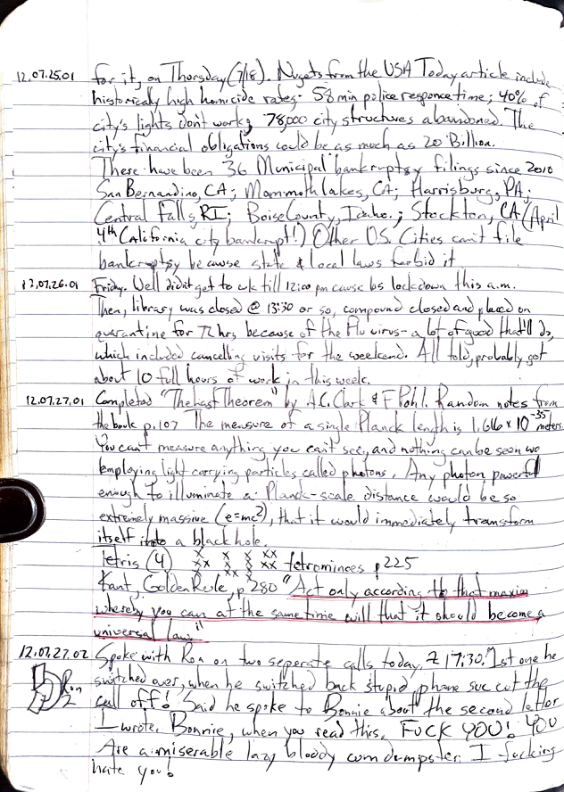 12.07.25.01 for it, on Thursday (7/18). Nugets from the USA Today article include
historically high homicide rates: 58 min police responce time; 40% of
city's lights don't work; 78,000 city structures abandoned. The
city's financial obligations could be as much as 20 Billion.
There have been 36 Municipal bankruptsy filings since 2010
San Bernandino, CA; Mammoth Lakes, CA; Harrisburg, PA;
Central Falls, RI; Boise County, Idaho.; Stockton, CA (April
4th California city bankrupt!) Other U.S. Cities can't file
bankruptsy because state & local laws forbid it.
12.07.26.01 Friday. Well didn't get to wk till 12:00 pm cause bs lockdown this a.m.
Then, library was closed @ 13:30 or so, compound closed and placed on
quarantine for 72 hrs because of the Flu virus - a lot of good that'll do,
which included cancelling visits for the weekend. All told, probably got
about 10 full hours of work in this week.
12.07.27.01 Completed "The Last Theorem" by A.C. Clark & F Pohl. Random notes from
the book p.107 The measure of a single Planck length is 1.616 x 10⁻³⁵ meters.
You can't measure anything you can't see, and nothing can be seen w/o
employing light carrying particles called photons. Any photon powerful
enough to illuminate a Planck-scale distance would be so
extremely massive (e=mc²), that it would immediately transform
itself into a black hole.
Tetris (4) tetrominoes p225
Kant, Golden Rule, p 280 "Act only according to that maxim
whereby you can at the same time will that it should become a
universal law."
12.07.27.02 Spoke with Ron on two seperate calls today, 17:30. 1st one he
Ron 2 switched over, when he switched back stupid phone svc cut the
call off! Said he spoke to Bonnie about the second letter
I wrote. Bonnie, when you read this, FUCK YOU! YOU
Are a miserable lazy bloody cum dumpster. I fucking
hate you!